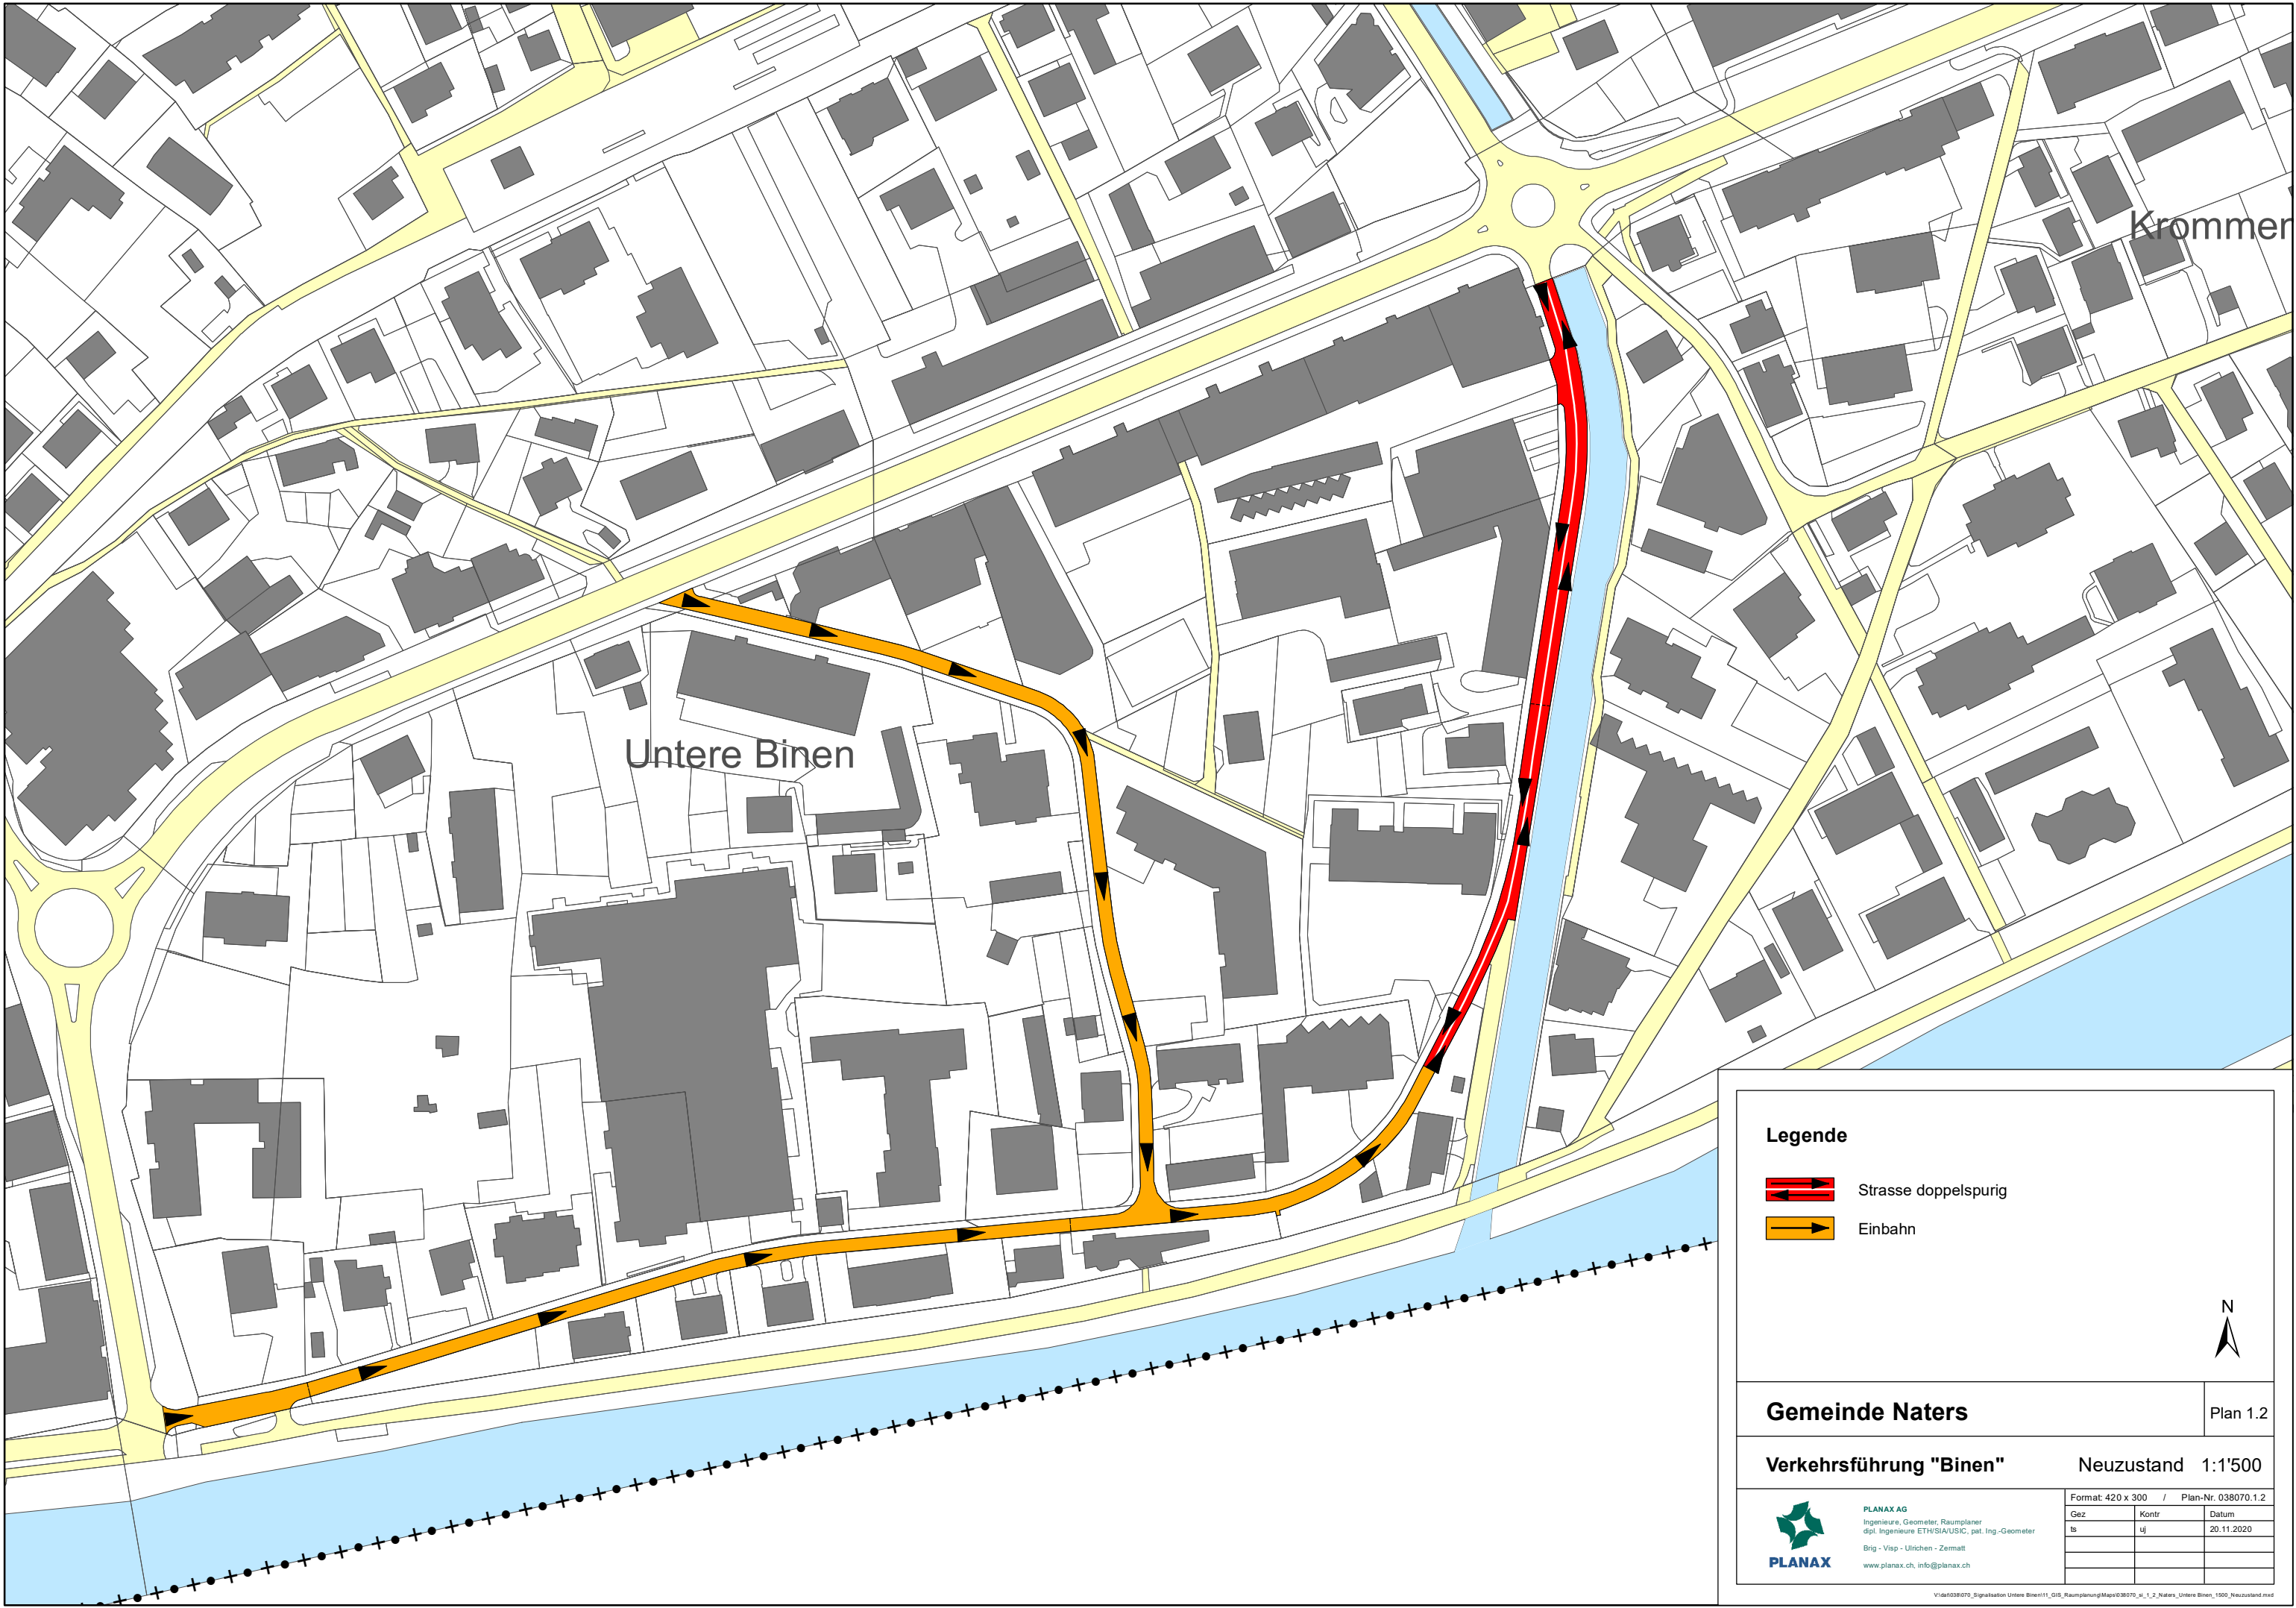 Krommen
Untere Binen
Legende
Strasse doppelspurig
Einbahn
N
Gemeinde Naters
Plan 1.2
Verkehrsführung "Binen"
Neuzustand 1:1'500
PLANAX
PLANAX AG
Ingenieure, Geometer, Raumplaner
dipl. Ingenieure ETH/SIA/USIC, pat. Ing.-Geometer
Brig - Visp - Ulrichen - Zermatt
www.planax.ch, info@planax.ch
Format: 420 x 300 / Plan-Nr. 038070.1.2
Gez Kontr Datum
ts uj 20.11.2020